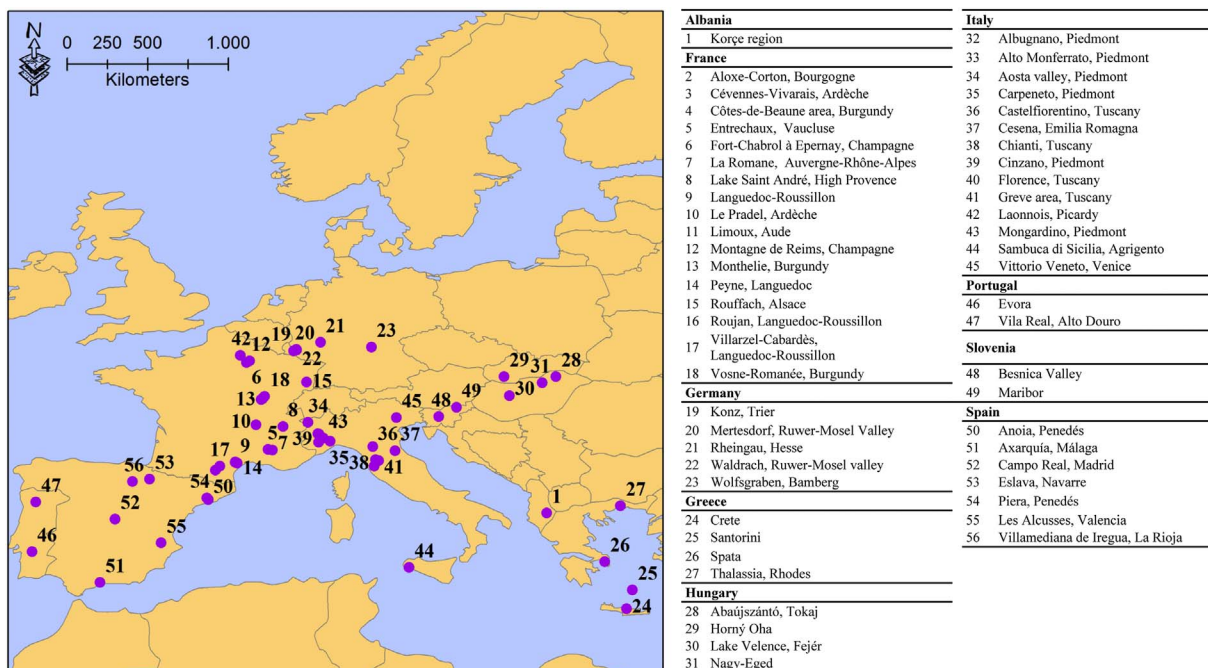 N
0 250 500 1.000
Kilometers
42
19
20
21
23
12
22
6
18
15
29
31
28
13
30
8
34
49
10
48
45
43
5
39
7
36
37
17
9
35
38
41
14
56
53
54
50
47
52
1
27
55
46
44
26
51
25
24
Albania
1 Korçe region
France
2 Aloxe-Corton, Bourgogne
3 Cévennes-Vivarais, Ardèche
4 Côtes-de-Beaune area, Burgundy
5 Entrechaux, Vaucluse
6 Fort-Chabrol à Epernay, Champagne
7 La Romane, Auvergne-Rhône-Alpes
8 Lake Saint André, High Provence
9 Languedoc-Roussillon
10 Le Pradel, Ardèche
11 Limoux, Aude
12 Montagne de Reims, Champagne
13 Monthelie, Burgundy
14 Peyne, Languedoc
15 Rouffach, Alsace
16 Roujan, Languedoc-Roussillon
17 Villarzel-Cabardès,
Languedoc-Roussillon
18 Vosne-Romanée, Burgundy
Germany
19 Konz, Trier
20 Mertesdorf, Ruwer-Mosel Valley
21 Rheingau, Hesse
22 Waldrach, Ruwer-Mosel valley
23 Wolfsgraben, Bamberg
Greece
24 Crete
25 Santorini
26 Spata
27 Thalassia, Rhodes
Hungary
28 Abaújszántó, Tokaj
29 Horný Oha
30 Lake Velence, Fejér
31 Nagy-Eged
Italy
32 Albugnano, Piedmont
33 Alto Monferrato, Piedmont
34 Aosta valley, Piedmont
35 Carpeneto, Piedmont
36 Castelfiorentino, Tuscany
37 Cesena, Emilia Romagna
38 Chianti, Tuscany
39 Cinzano, Piedmont
40 Florence, Tuscany
41 Greve area, Tuscany
42 Laonnois, Picardy
43 Mongardino, Piedmont
44 Sambuca di Sicilia, Agrigento
45 Vittorio Veneto, Venice
Portugal
46 Evora
47 Vila Real, Alto Douro
Slovenia
48 Besnica Valley
49 Maribor
Spain
50 Anoia, Penedés
51 Axarquía, Málaga
52 Campo Real, Madrid
53 Eslava, Navarre
54 Piera, Penedés
55 Les Alcusses, Valencia
56 Villamediana de Iregua, La Rioja